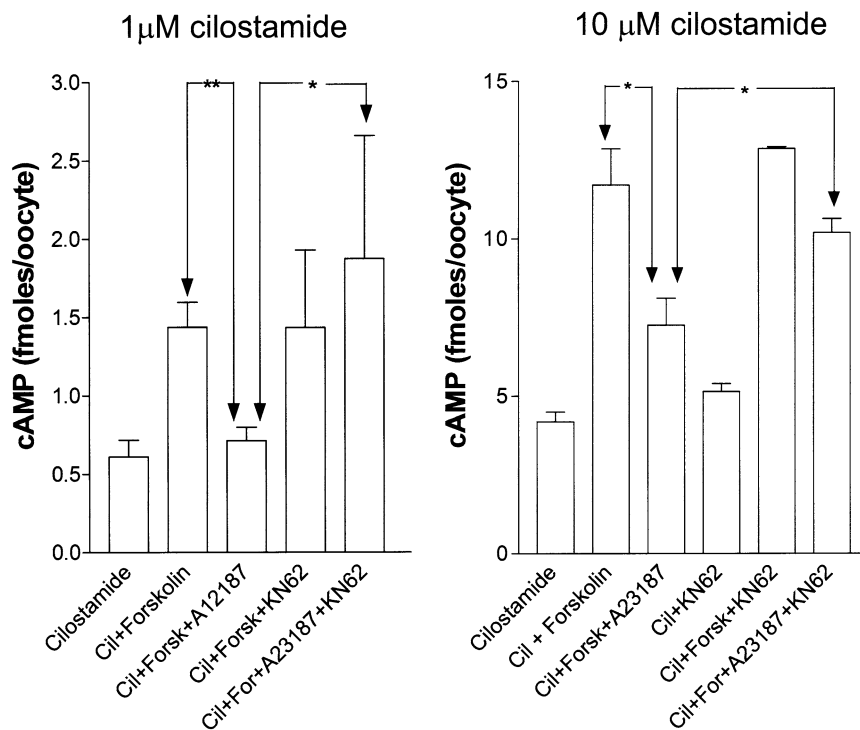 1μM cilostamide
cAMP (fmoles/oocyte)
3.0
2.5
2.0
1.5
1.0
0.5
0.0
**
*
Cilostamide
Cil+Forskolin
Cil+Forsk+A12187
Cil+Forsk+KN62
Cil+For+A23187+KN62
10 μM cilostamide
cAMP (fmoles/oocyte)
15
10
5
0
*
*
Cilostamide
Cil + Forskolin
Cil+Forsk+A23187
Cil+KN62
Cil+Forsk+KN62
Cil+For+A23187+KN62